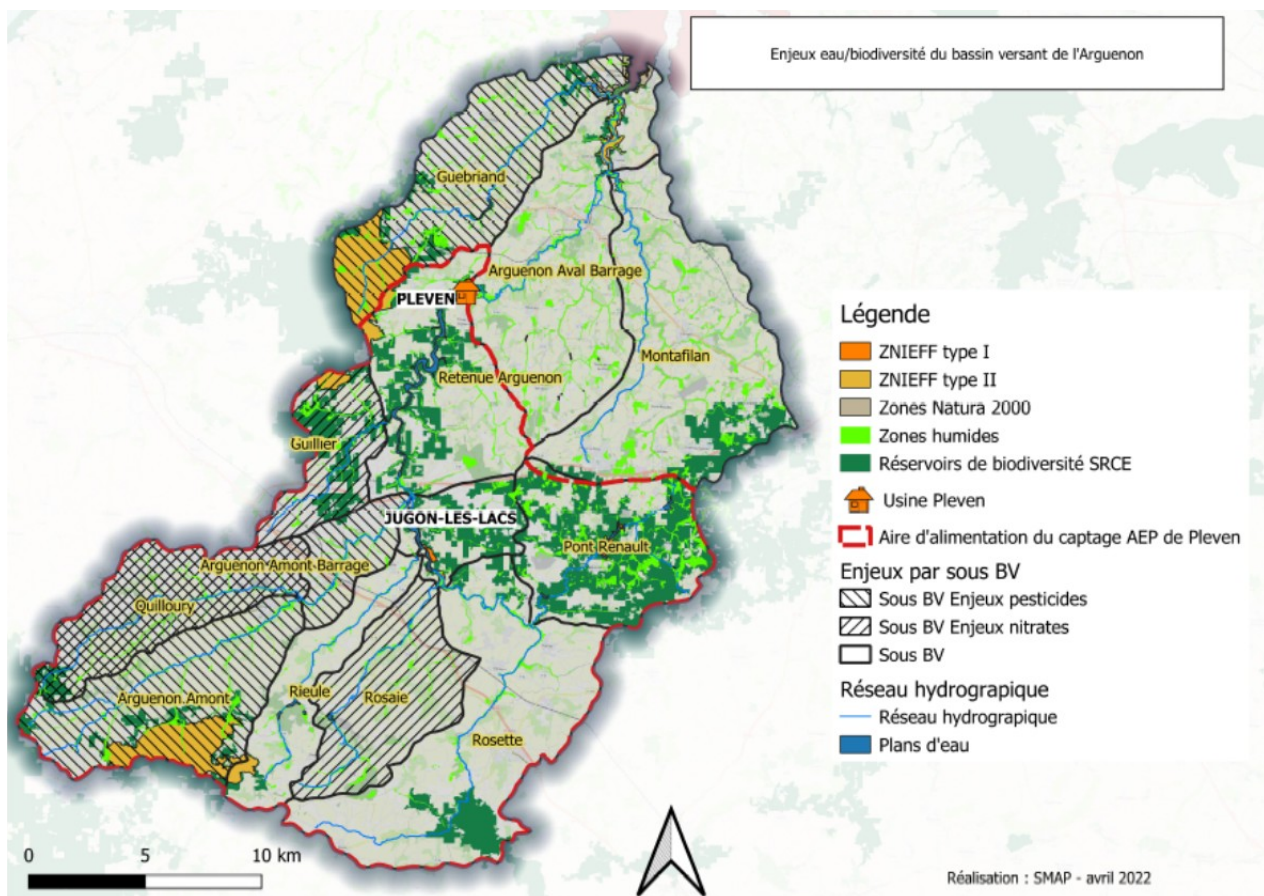 Enjeux eau/biodiversité du bassin versant de l'Arguenon
Guebriand
Arguenon Aval Barrage
PLEVEN
Montafilan
Retenue Arguenon
Guillier
JUGON-LES-LACS
Pont Renault
Arguenon Amont Barrage
Quilloury
Arguenon Amont
Rieule
Rosaie
Rosette
Légende
ZNIEFF type I
ZNIEFF type II
Zones Natura 2000
Zones humides
Réservoirs de biodiversité SRCE
Usine Pleven
Aire d'alimentation du captage AEP de Pleven
Enjeux par sous BV
Sous BV Enjeux pesticides
Sous BV Enjeux nitrates
Sous BV
Réseau hydrograpique
Réseau hydrograpique
Plans d'eau
0 5 10 km
Réalisation : SMAP - avril 2022